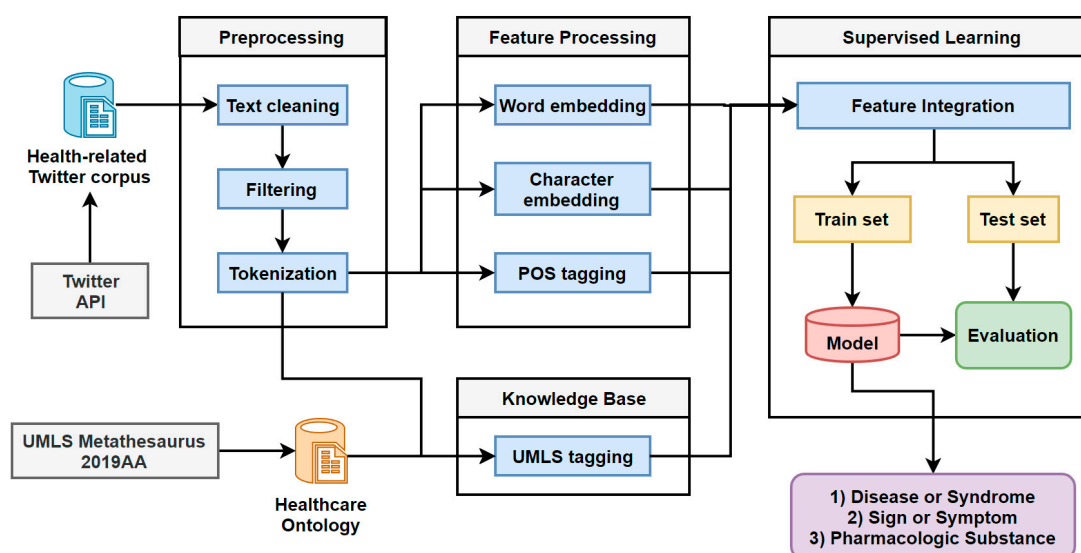 Preprocessing
Feature Processing
Supervised Learning
Text cleaning
Word embedding
Feature Integration
Health-related
Twitter corpus
Filtering
Character
embedding
Train set
Test set
Tokenization
POS tagging
Twitter
API
Model
Evaluation
Knowledge Base
UMLS Metathesaurus
2019AA
UMLS tagging
Healthcare
Ontology
1) Disease or Syndrome
2) Sign or Symptom
3) Pharmacologic Substance